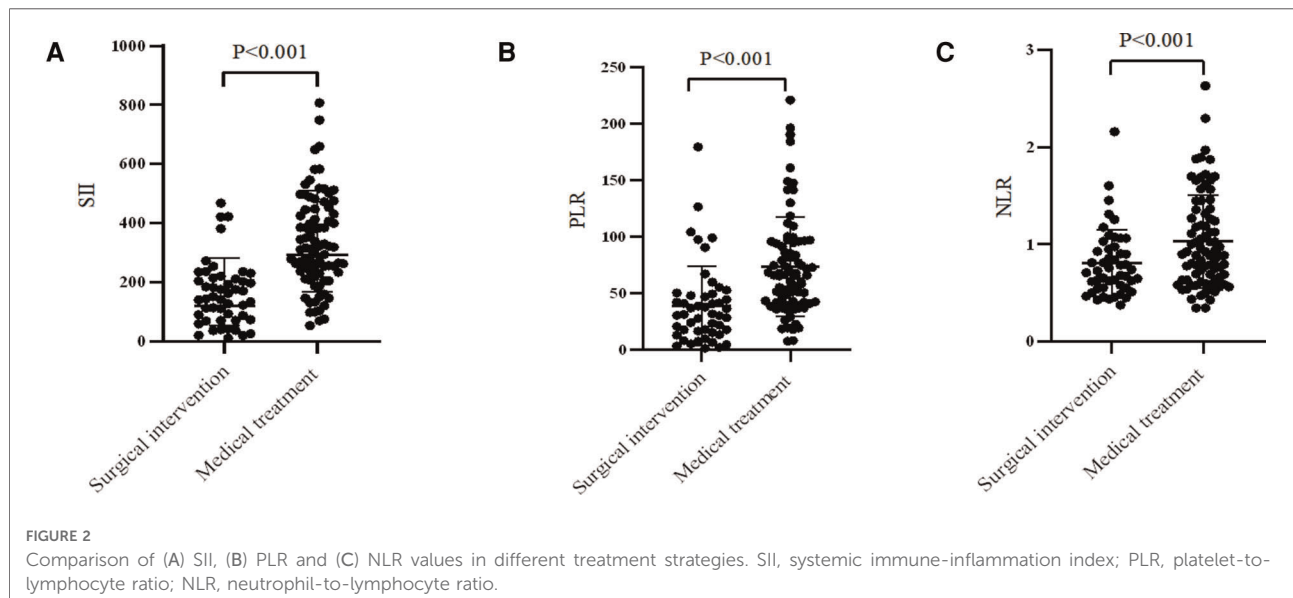 A
P<0.001
1000
800
600
400
200
0
SII
Surgical intervention
Medical treatment
B
P<0.001
250
200
150
100
50
0
PLR
Surgical intervention
Medical treatment
C
P<0.001
3
2
1
0
NLR
Surgical intervention
Medical treatment
FIGURE 2
Comparison of (A) SII, (B) PLR and (C) NLR values in different treatment strategies. SII, systemic immune-inflammation index; PLR, platelet-to-
lymphocyte ratio; NLR, neutrophil-to-lymphocyte ratio.